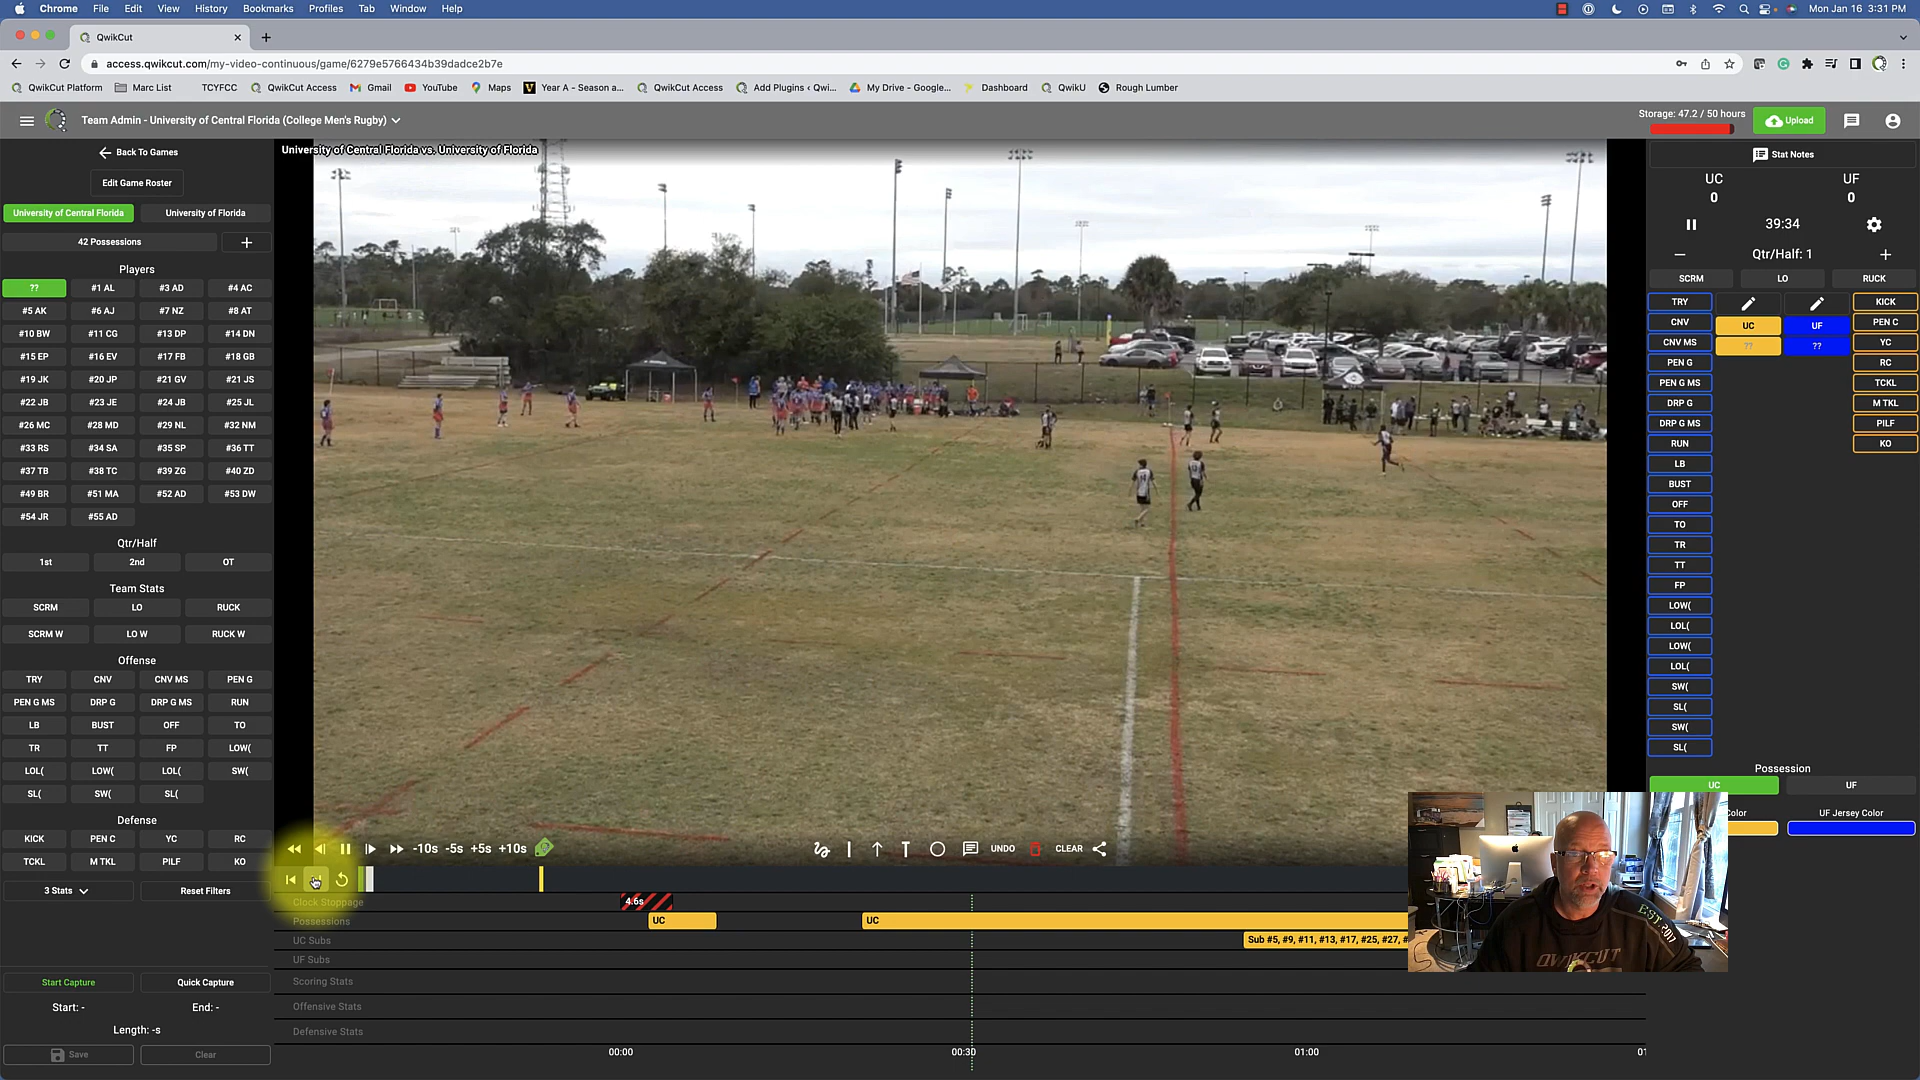 Chrome File Edit View History Bookmarks Profiles Tab Window Help Mon Jan 16 3:31 PM
QwikCut
access.qwikcut.com/my-video-continuous/game/6279e5766434b39dadce2b7e
QwikCut Platform Marc List TCYFCC QwikCut Access Gmail YouTube Maps Year A - Season a... QwikCut Access Add Plugins ‹ Qwi... My Drive - Google... Dashboard QwikU Rough Lumber
Team Admin - University of Central Florida (College Men's Rugby) Storage: 47.2 / 50 hours Upload
Back To Games
Edit Game Roster
University of Central Florida University of Florida
42 Possessions +
Players
?? #1 AL #3 AD #4 AC
#5 AK #6 AJ #7 NZ #8 AT
#10 BW #11 CG #13 DP #14 DN
#15 EP #16 EV #17 FB #18 GB
#19 JK #20 JP #21 GV #21 JS
#22 JB #23 JE #24 JB #25 JL
#26 MC #28 MD #29 NL #32 NM
#33 RS #34 SA #35 SP #36 TT
#37 TB #38 TC #39 ZG #40 ZD
#49 BR #51 MA #52 AD #53 DW
#54 JR #55 AD
Qtr/Half
1st 2nd OT
Team Stats
SCRM LO RUCK
SCRM W LO W RUCK W
Offense
TRY CNV CNV MS PEN G
PEN G MS DRP G DRP G MS RUN
LB BUST OFF TO
TR TT FP LOW(
LOL( LOW( LOL( SW(
SL( SW( SL(
Defense
KICK PEN C YC RC
TCKL M TKL PILF KO
3 Stats Reset Filters
Start Capture Quick Capture
Start: - End: -
Length: -s
Save Clear
University of Central Florida vs. University of Florida
-10s -5s +5s +10s T UNDO CLEAR
Clock Stoppage 4.6s
Possessions UC UC
UC Subs Sub #5, #9, #11, #13, #17, #25, #27, #
UF Subs
Scoring Stats
Offensive Stats
Defensive Stats
00:00 00:30 01:00 01
Stat Notes
UC UF
0 0
39:34
− Qtr/Half: 1 +
SCRM LO RUCK
TRY KICK
CNV UC UF PEN C
CNV MS ?? ?? YC
PEN G RC
PEN G MS TCKL
DRP G M TKL
DRP G MS PILF
RUN KO
LB
BUST
OFF
TO
TR
TT
FP
LOW(
LOL(
LOW(
LOL(
SW(
SL(
SW(
SL(
Possession
UC UF
Color UF Jersey Color
EST. 2017
QWIKCUT